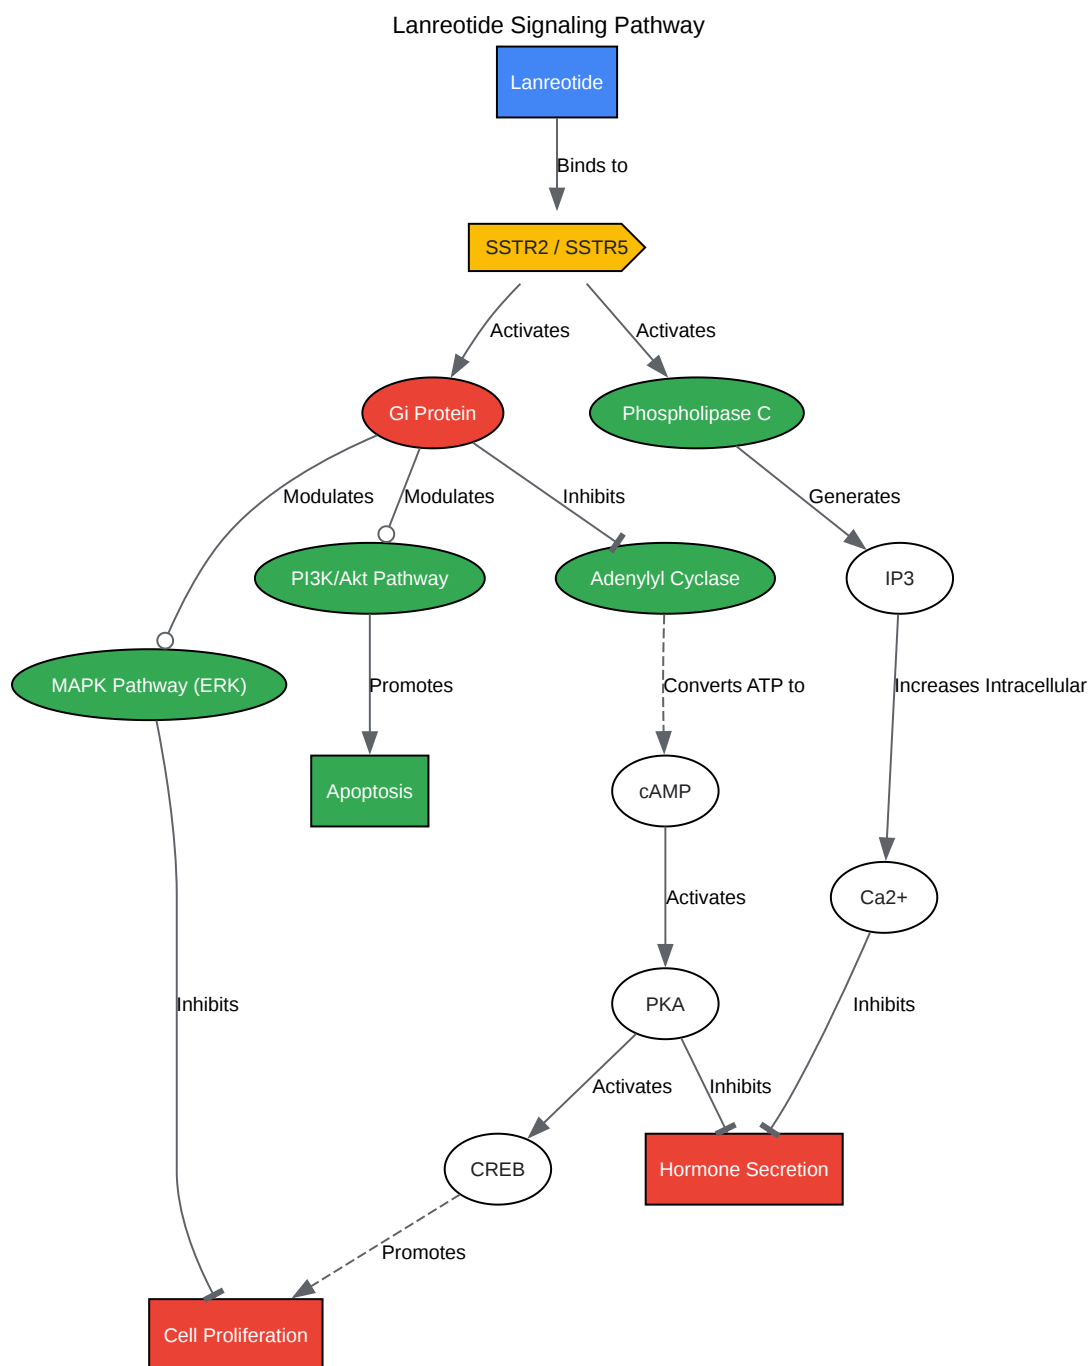 Lanreotide Signaling Pathway
Lanreotide
Binds to
SSTR2 / SSTR5
Activates
Activates
Gi Protein
Phospholipase C
Modulates
Modulates
Inhibits
Generates
PI3K/Akt Pathway
Adenylyl Cyclase
IP3
MAPK Pathway (ERK)
Promotes
Converts ATP to
Increases Intracellular
Apoptosis
cAMP
Activates
Ca2+
Inhibits
PKA
Inhibits
Activates
Inhibits
CREB
Hormone Secretion
Promotes
Cell Proliferation